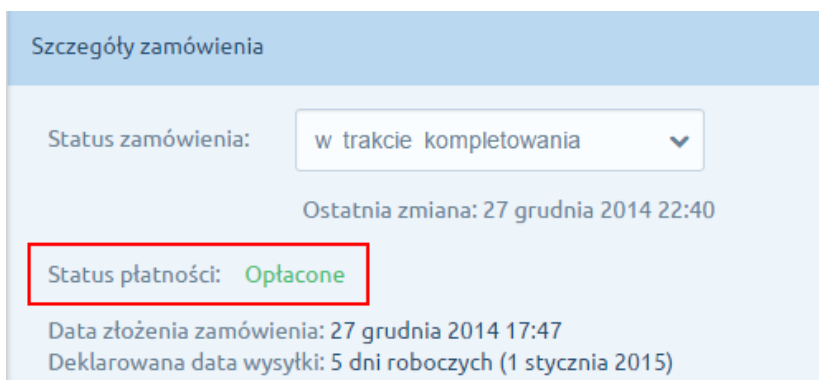 Szczegóły zamówienia
Status zamówienia: w trakcie kompletowania
Ostatnia zmiana: 27 grudnia 2014 22:40
Status płatności: Opłacone
Data złożenia zamówienia: 27 grudnia 2014 17:47
Deklarowana data wysyłki: 5 dni roboczych (1 stycznia 2015)